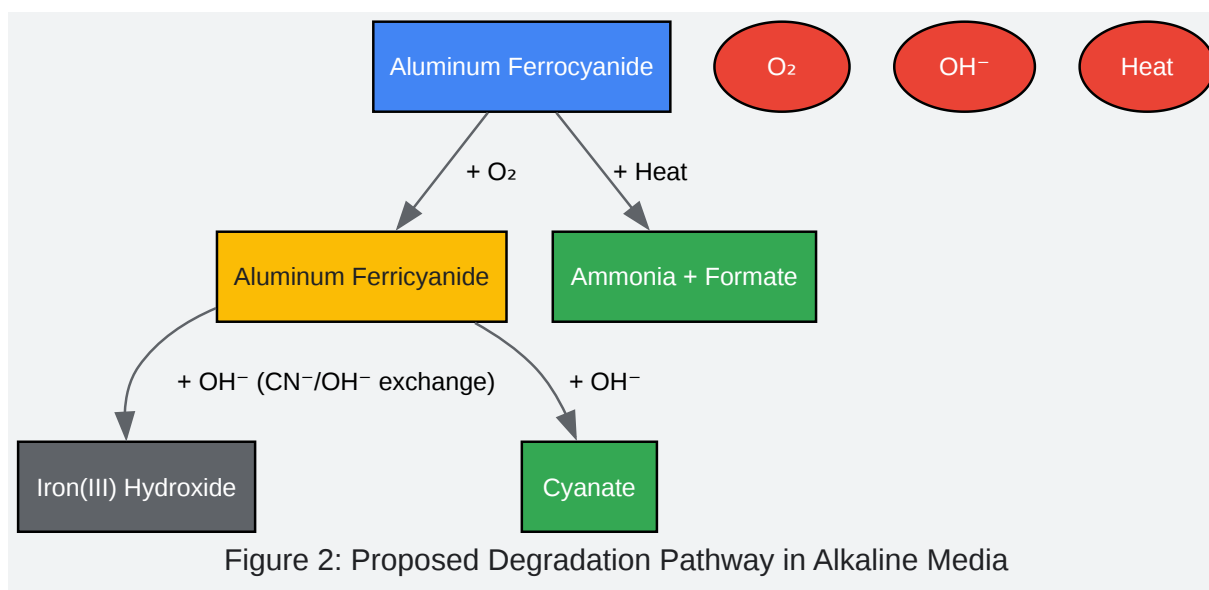 Aluminum Ferrocyanide
O₂
OH⁻
Heat
+ O₂
+ Heat
Aluminum Ferricyanide
Ammonia + Formate
+ OH⁻ (CN⁻/OH⁻ exchange)
+ OH⁻
Iron(III) Hydroxide
Cyanate
Figure 2: Proposed Degradation Pathway in Alkaline Media